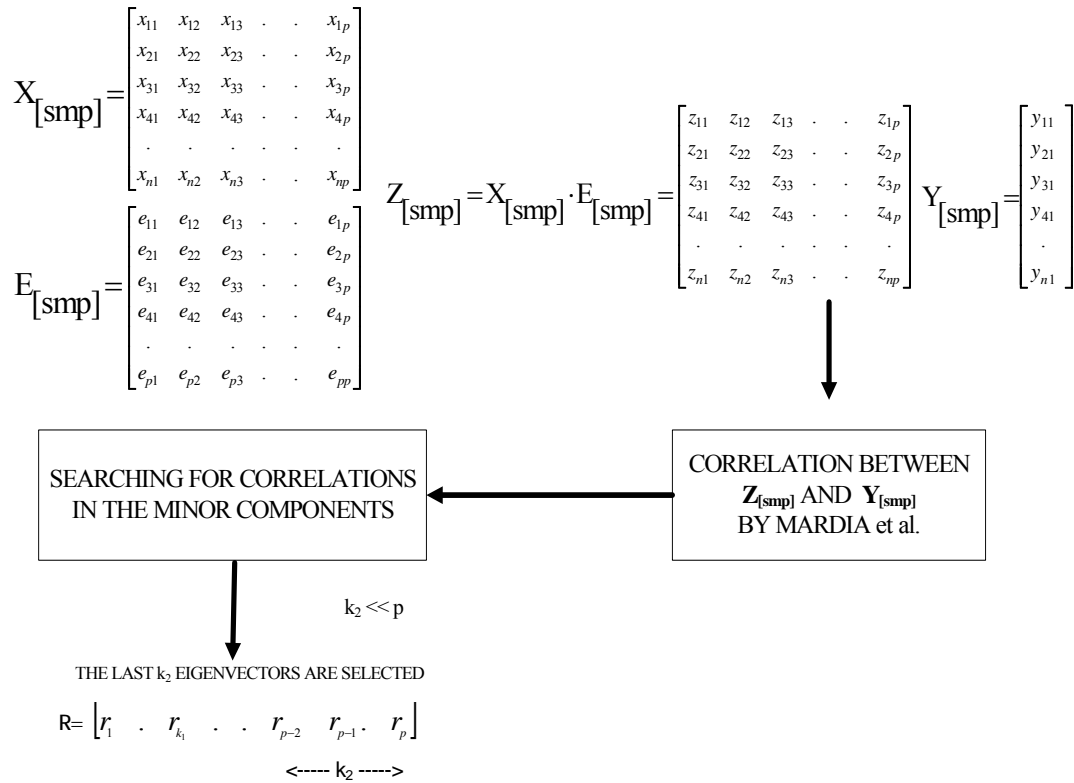 X[smp] = [x11 x12 x13 . . x1p
x21 x22 x23 . . x2p
x31 x32 x33 . . x3p
x41 x42 x43 . . x4p
. . . . . .
xn1 xn2 xn3 . . xnp]
E[smp] = [e11 e12 e13 . . e1p
e21 e22 e23 . . e2p
e31 e32 e33 . . e3p
e41 e42 e43 . . e4p
. . . . . .
ep1 ep2 ep3 . . epp]
Z[smp] = X[smp] · E[smp] = [z11 z12 z13 . . z1p
z21 z22 z23 . . z2p
z31 z32 z33 . . z3p
z41 z42 z43 . . z4p
. . . . . .
zn1 zn2 zn3 . . znp]
Y[smp] = [y11
y21
y31
y41
.
yn1]
CORRELATION BETWEEN
Z[smp] AND Y[smp]
BY MARDIA et al.
SEARCHING FOR CORRELATIONS
IN THE MINOR COMPONENTS
k2 << p
THE LAST k2 EIGENVECTORS ARE SELECTED
R= ⌊r1 . rk1 . . rp−2 rp−1 . rp⌋
<----- k2 ----->